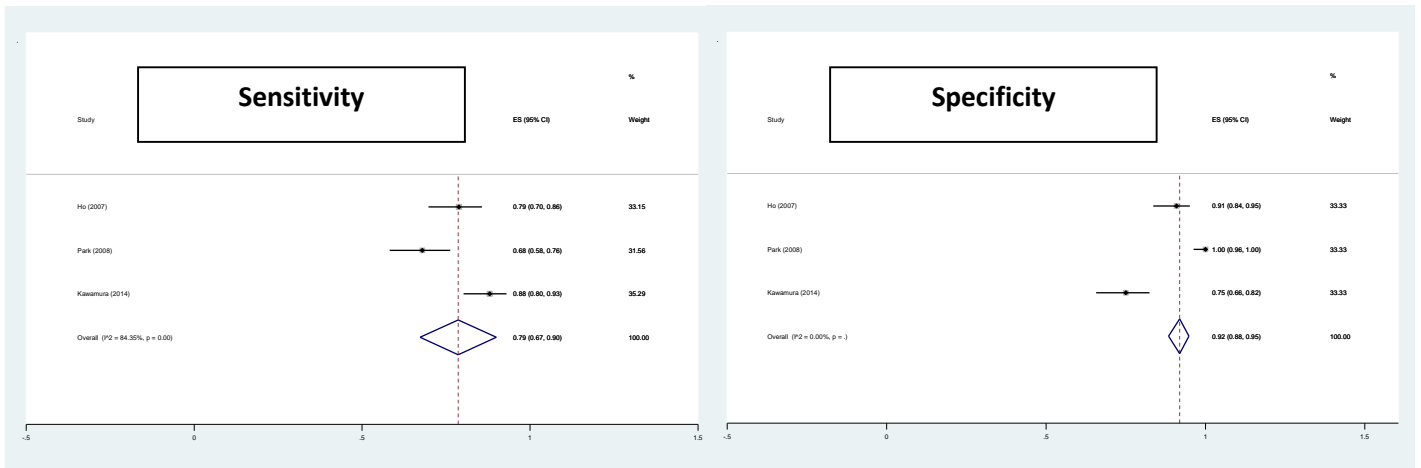 Sensitivity
%
Study ES (95% CI) Weight
Ho (2007) 0.79 (0.70, 0.86) 33.15
Park (2008) 0.68 (0.58, 0.76) 31.56
Kawamura (2014) 0.88 (0.80, 0.93) 35.29
Overall (I^2 = 84.35%, p = 0.00) 0.79 (0.67, 0.90) 100.00
-.5 0 .5 1 1.5
Specificity
%
Study ES (95% CI) Weight
Ho (2007) 0.91 (0.84, 0.95) 33.33
Park (2008) 1.00 (0.96, 1.00) 33.33
Kawamura (2014) 0.75 (0.66, 0.82) 33.33
Overall (I^2 = 0.00%, p = .) 0.92 (0.88, 0.95) 100.00
-.5 0 .5 1 1.5